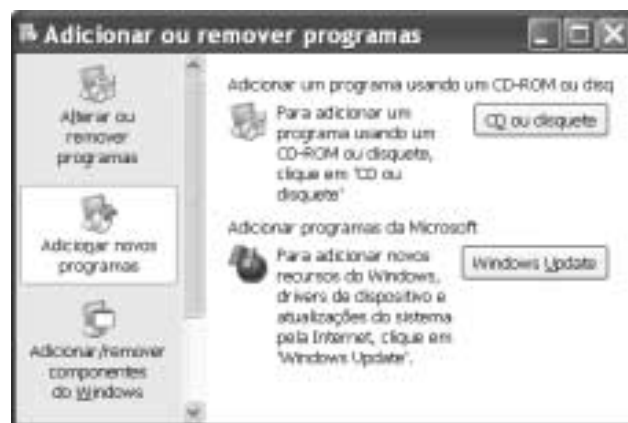 Adicionar ou remover programas
Alterar ou
remover
programas
Adicionar novos
programas
Adicionar/remover
componentes
do Windows
Adicionar um programa usando um CD-ROM ou disq
Para adicionar um
programa usando um
CD-ROM ou disquete,
clique em 'CD ou
disquete'
CD ou disquete
Adicionar programas da Microsoft
Para adicionar novos
recursos do Windows,
drivers de dispositivo e
atualizações do sistema
pela Internet, clique em
'Windows Update'.
Windows Update